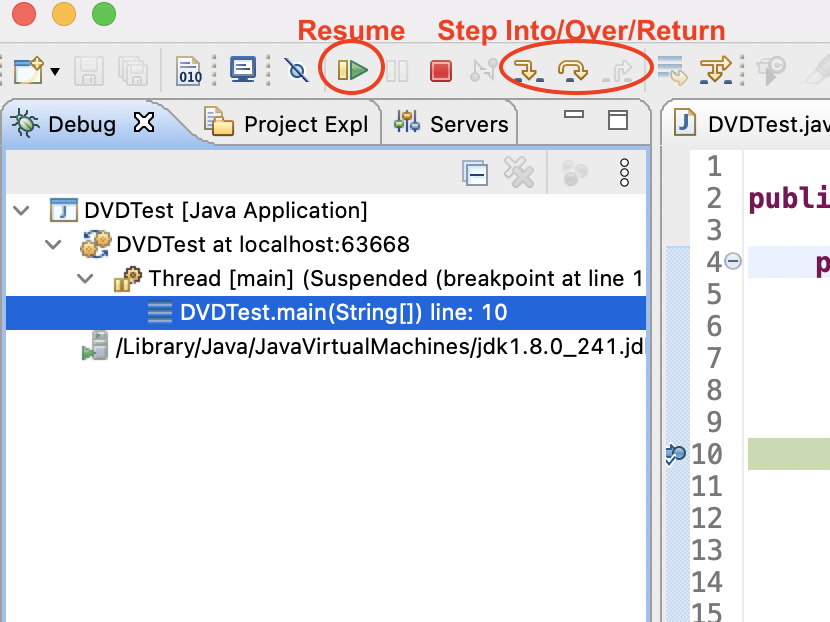 Resume Step Into/Over/Return
010
Debug Project Expl Servers
DVDTest.jav
DVDTest [Java Application]
DVDTest at localhost:63668
Thread [main] (Suspended (breakpoint at line 1
DVDTest.main(String[]) line: 10
/Library/Java/JavaVirtualMachines/jdk1.8.0_241.jd
1
2 publi
3
4 p
5
6
7
8
9
10
11
12
13
14
15